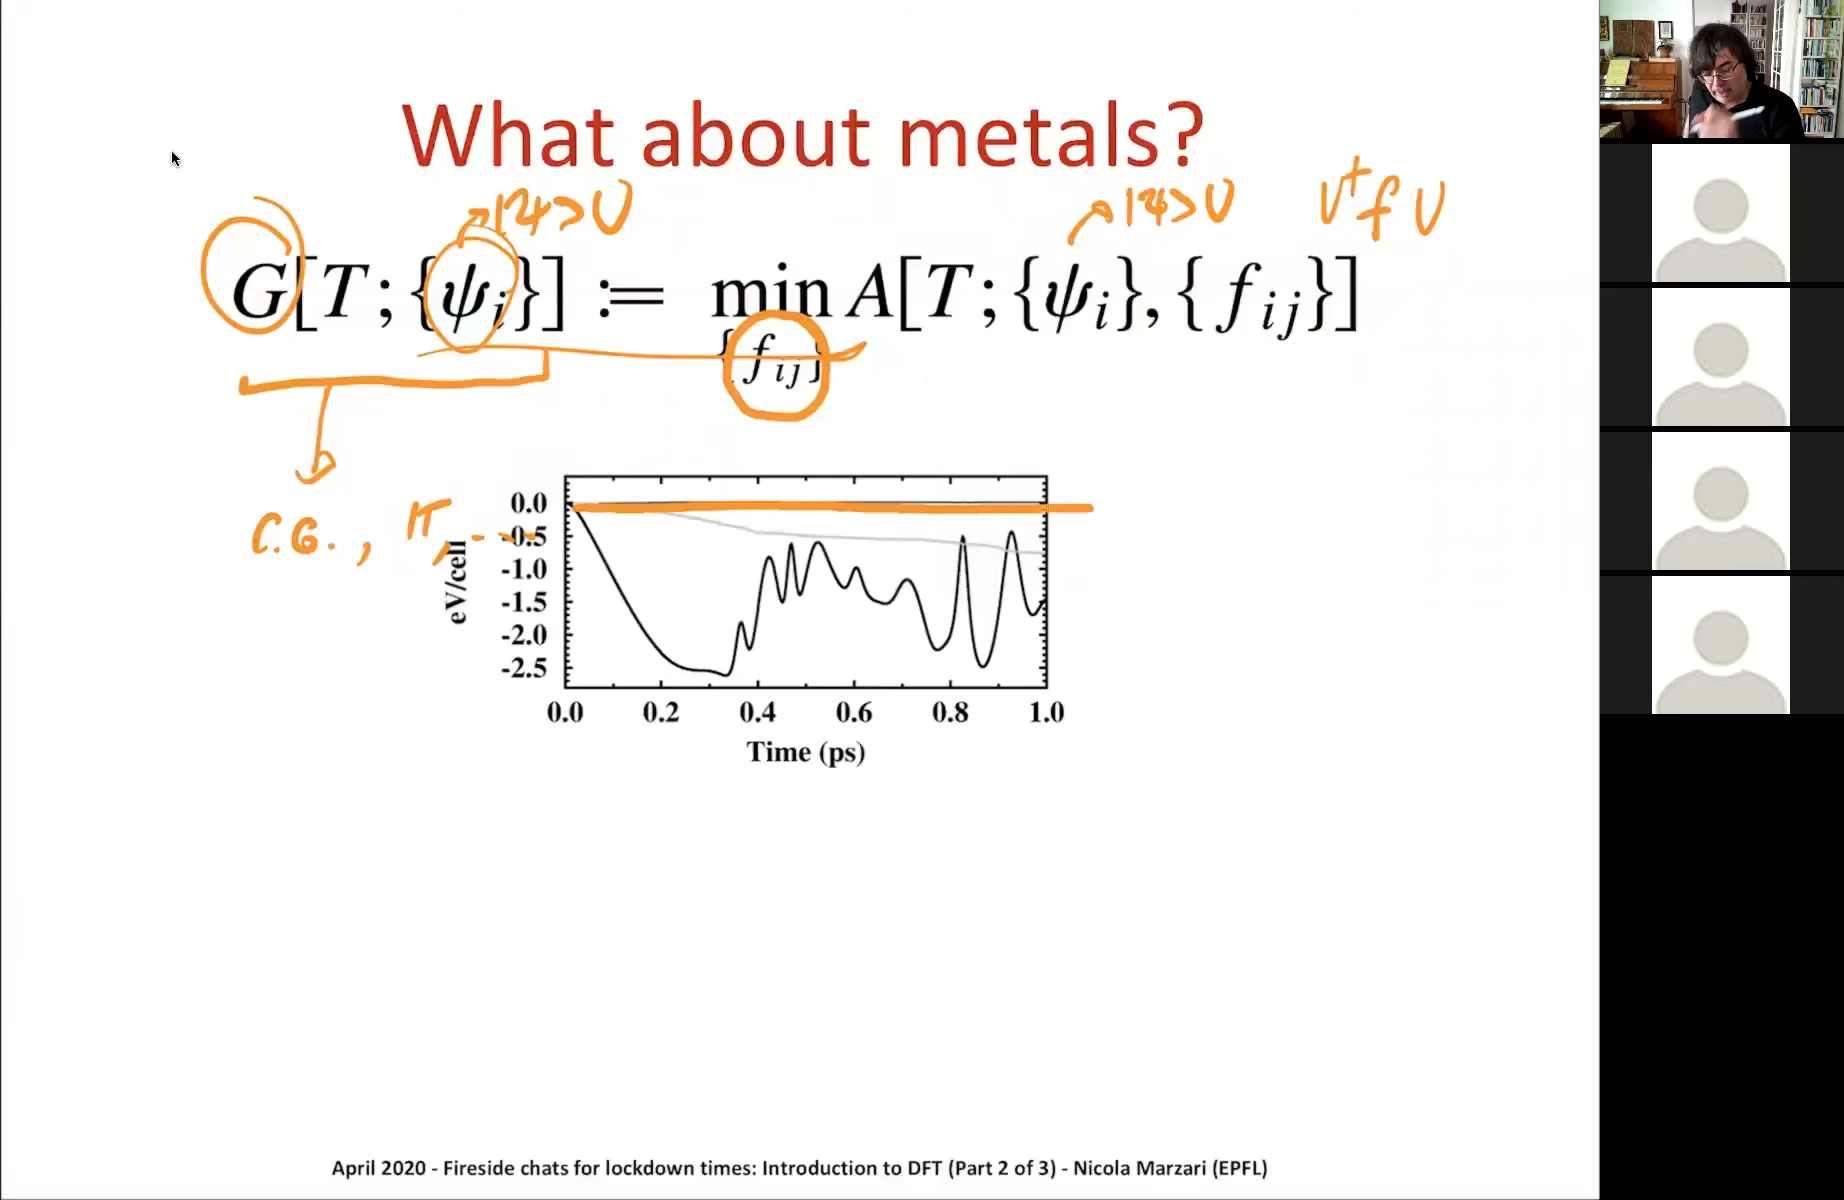 What about metals?
|ψ> U |ψ> U U† f U
G[T; {ψᵢ}] := min A[T; {ψᵢ}, {fᵢⱼ}]
{fᵢⱼ}
C.G. ,
eV/cell
0.0
-0.5
-1.0
-1.5
-2.0
-2.5
0.0 0.2 0.4 0.6 0.8 1.0
Time (ps)
April 2020 - Fireside chats for lockdown times: Introduction to DFT (Part 2 of 3) - Nicola Marzari (EPFL)